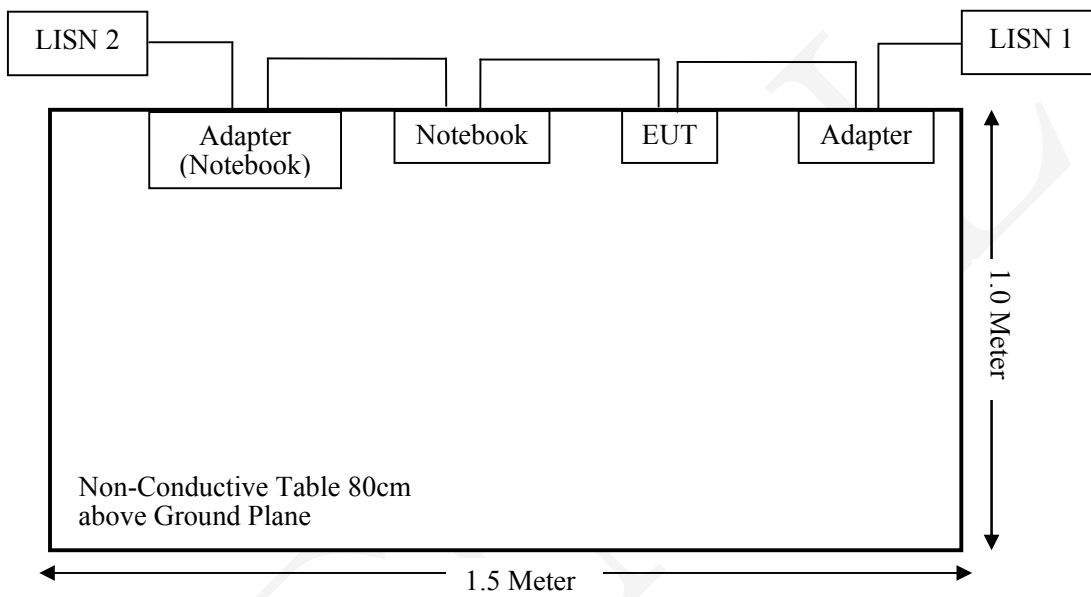 LISN 2
LISN 1
Adapter
(Notebook)
Notebook
EUT
Adapter
1.0 Meter
Non-Conductive Table 80cm
above Ground Plane
1.5 Meter